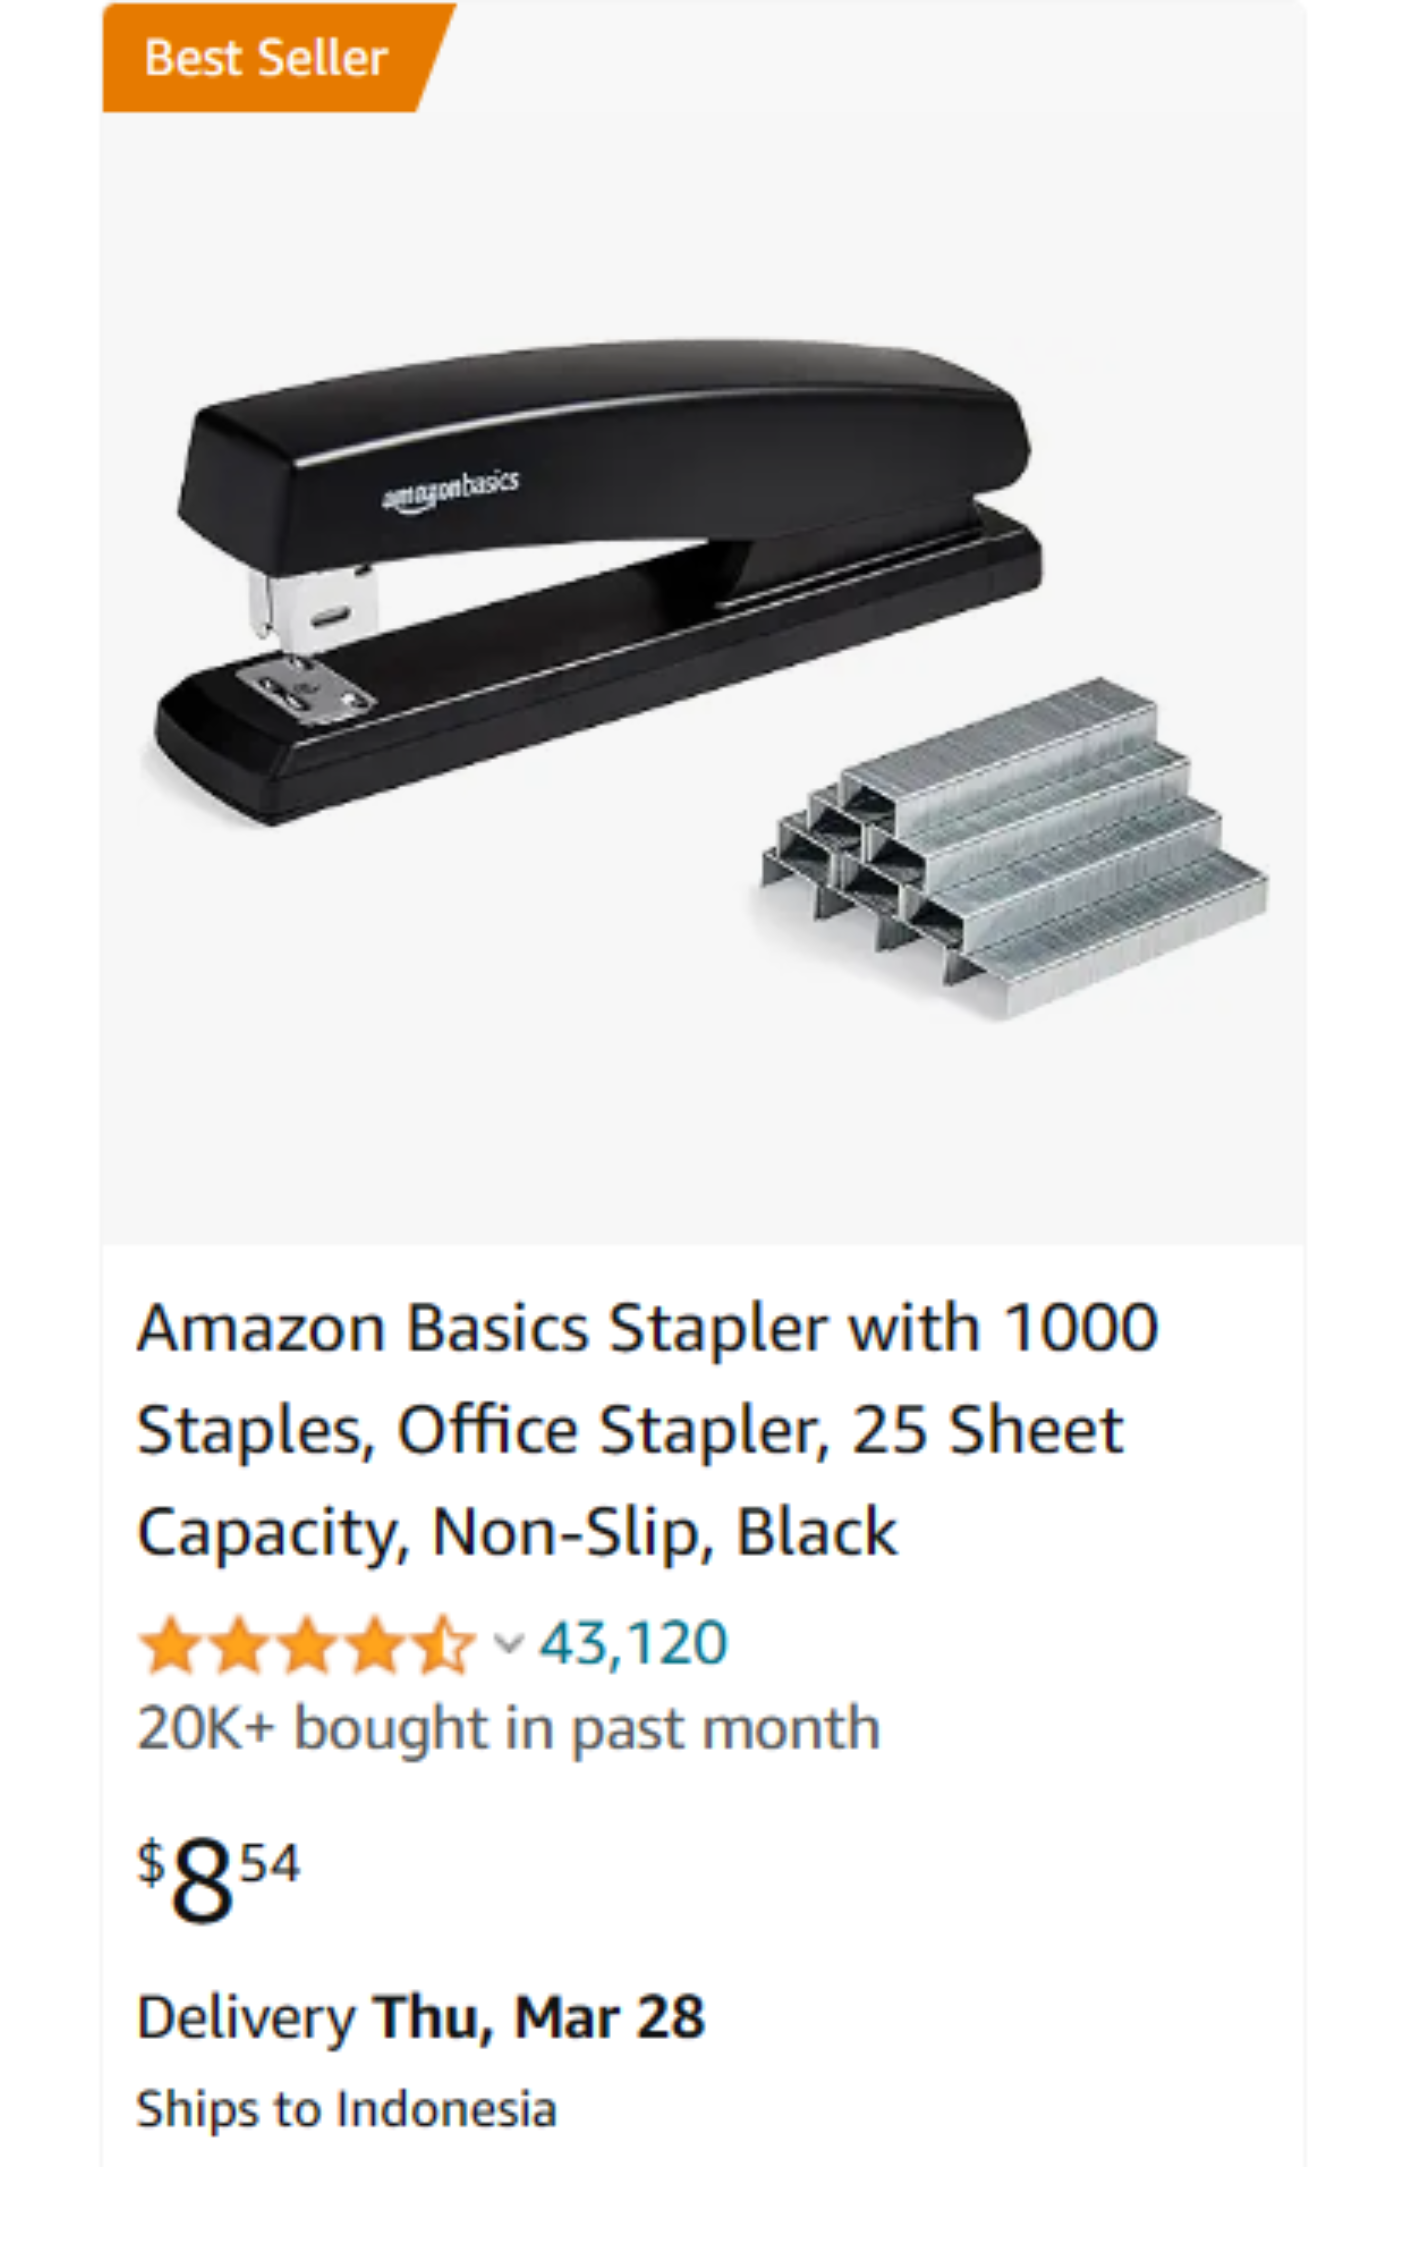 Best Seller
amazonbasics
Amazon Basics Stapler with 1000
Staples, Office Stapler, 25 Sheet
Capacity, Non-Slip, Black
43,120
20K+ bought in past month
$8 54
Delivery Thu, Mar 28
Ships to Indonesia